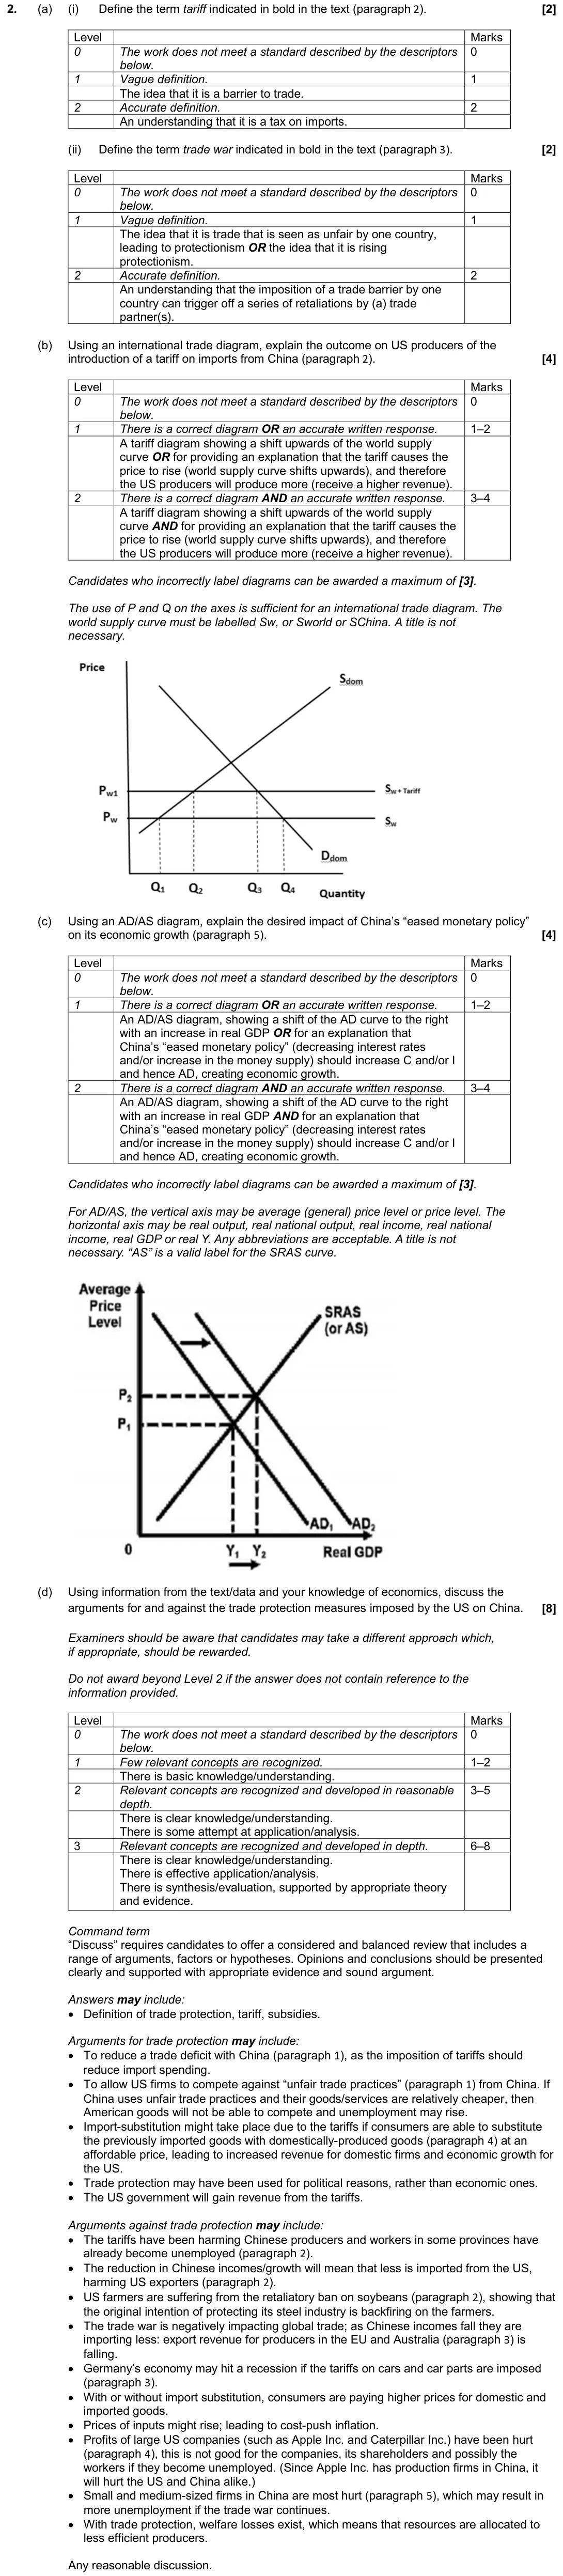 2. (a) (i) Define the term tariff indicated in bold in the text (paragraph 2). [2]
Level Marks
0 The work does not meet a standard described by the descriptors 0
below.
1 Vague definition. 1
The idea that it is a barrier to trade.
2 Accurate definition. 2
An understanding that it is a tax on imports.
(ii) Define the term trade war indicated in bold in the text (paragraph 3). [2]
Level Marks
0 The work does not meet a standard described by the descriptors 0
below.
1 Vague definition. 1
The idea that it is trade that is seen as unfair by one country,
leading to protectionism OR the idea that it is rising
protectionism.
2 Accurate definition. 2
An understanding that the imposition of a trade barrier by one
country can trigger off a series of retaliations by (a) trade
partner(s).
(b) Using an international trade diagram, explain the outcome on US producers of the
introduction of a tariff on imports from China (paragraph 2). [4]
Level Marks
0 The work does not meet a standard described by the descriptors 0
below.
1 There is a correct diagram OR an accurate written response. 1–2
A tariff diagram showing a shift upwards of the world supply
curve OR for providing an explanation that the tariff causes the
price to rise (world supply curve shifts upwards), and therefore
the US producers will produce more (receive a higher revenue).
2 There is a correct diagram AND an accurate written response. 3–4
A tariff diagram showing a shift upwards of the world supply
curve AND for providing an explanation that the tariff causes the
price to rise (world supply curve shifts upwards), and therefore
the US producers will produce more (receive a higher revenue).
Candidates who incorrectly label diagrams can be awarded a maximum of [3].
The use of P and Q on the axes is sufficient for an international trade diagram. The
world supply curve must be labelled Sw, or Sworld or SChina. A title is not
necessary.
Price
Sdom
Pw1
Sw + Tariff
Pw
Sw
Ddom
Q1 Q2 Q3 Q4 Quantity
(c) Using an AD/AS diagram, explain the desired impact of China's “eased monetary policy”
on its economic growth (paragraph 5). [4]
Level Marks
0 The work does not meet a standard described by the descriptors 0
below.
1 There is a correct diagram OR an accurate written response. 1–2
An AD/AS diagram, showing a shift of the AD curve to the right
with an increase in real GDP OR for an explanation that
China's “eased monetary policy” (decreasing interest rates
and/or increase in the money supply) should increase C and/or I
and hence AD, creating economic growth.
2 There is a correct diagram AND an accurate written response. 3–4
An AD/AS diagram, showing a shift of the AD curve to the right
with an increase in real GDP AND for an explanation that
China's “eased monetary policy” (decreasing interest rates
and/or increase in the money supply) should increase C and/or I
and hence AD, creating economic growth.
Candidates who incorrectly label diagrams can be awarded a maximum of [3].
For AD/AS, the vertical axis may be average (general) price level or price level. The
horizontal axis may be real output, real national output, real income, real national
income, real GDP or real Y. Any abbreviations are acceptable. A title is not
necessary. “AS” is a valid label for the SRAS curve.
Average
Price
Level
SRAS
(or AS)
P2
P1
AD1 AD2
0 Y1 Y2 Real GDP
(d) Using information from the text/data and your knowledge of economics, discuss the
arguments for and against the trade protection measures imposed by the US on China. [8]
Examiners should be aware that candidates may take a different approach which,
if appropriate, should be rewarded.
Do not award beyond Level 2 if the answer does not contain reference to the
information provided.
Level Marks
0 The work does not meet a standard described by the descriptors 0
below.
1 Few relevant concepts are recognized. 1–2
There is basic knowledge/understanding.
2 Relevant concepts are recognized and developed in reasonable 3–5
depth.
There is clear knowledge/understanding.
There is some attempt at application/analysis.
3 Relevant concepts are recognized and developed in depth. 6–8
There is clear knowledge/understanding.
There is effective application/analysis.
There is synthesis/evaluation, supported by appropriate theory
and evidence.
Command term
“Discuss” requires candidates to offer a considered and balanced review that includes a
range of arguments, factors or hypotheses. Opinions and conclusions should be presented
clearly and supported with appropriate evidence and sound argument.
Answers may include:
• Definition of trade protection, tariff, subsidies.
Arguments for trade protection may include:
• To reduce a trade deficit with China (paragraph 1), as the imposition of tariffs should
reduce import spending.
• To allow US firms to compete against “unfair trade practices” (paragraph 1) from China. If
China uses unfair trade practices and their goods/services are relatively cheaper, then
American goods will not be able to compete and unemployment may rise.
• Import-substitution might take place due to the tariffs if consumers are able to substitute
the previously imported goods with domestically-produced goods (paragraph 4) at an
affordable price, leading to increased revenue for domestic firms and economic growth for
the US.
• Trade protection may have been used for political reasons, rather than economic ones.
• The US government will gain revenue from the tariffs.
Arguments against trade protection may include:
• The tariffs have been harming Chinese producers and workers in some provinces have
already become unemployed (paragraph 2).
• The reduction in Chinese incomes/growth will mean that less is imported from the US,
harming US exporters (paragraph 2).
• US farmers are suffering from the retaliatory ban on soybeans (paragraph 2), showing that
the original intention of protecting its steel industry is backfiring on the farmers.
• The trade war is negatively impacting global trade; as Chinese incomes fall they are
importing less: export revenue for producers in the EU and Australia (paragraph 3) is
falling.
• Germany's economy may hit a recession if the tariffs on cars and car parts are imposed
(paragraph 3).
• With or without import substitution, consumers are paying higher prices for domestic and
imported goods.
• Prices of inputs might rise; leading to cost-push inflation.
• Profits of large US companies (such as Apple Inc. and Caterpillar Inc.) have been hurt
(paragraph 4), this is not good for the companies, its shareholders and possibly the
workers if they become unemployed. (Since Apple Inc. has production firms in China, it
will hurt the US and China alike.)
• Small and medium-sized firms in China are most hurt (paragraph 5), which may result in
more unemployment if the trade war continues.
• With trade protection, welfare losses exist, which means that resources are allocated to
less efficient producers.
Any reasonable discussion.